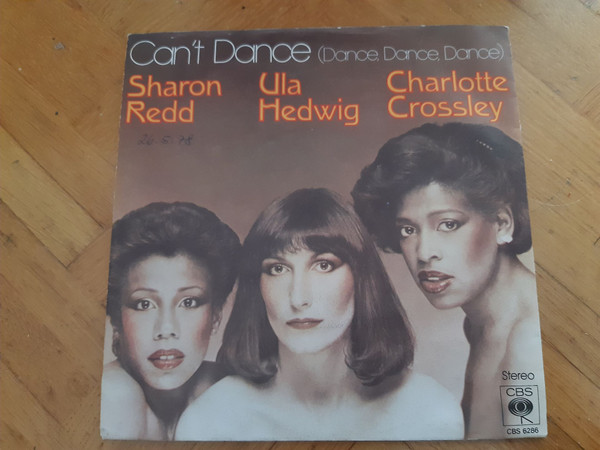 Can't Dance (Dance, Dance, Dance)
Sharon Redd
Ula Hedwig
Charlotte Crossley
20.6.78
Stereo
CBS
CBS 6286